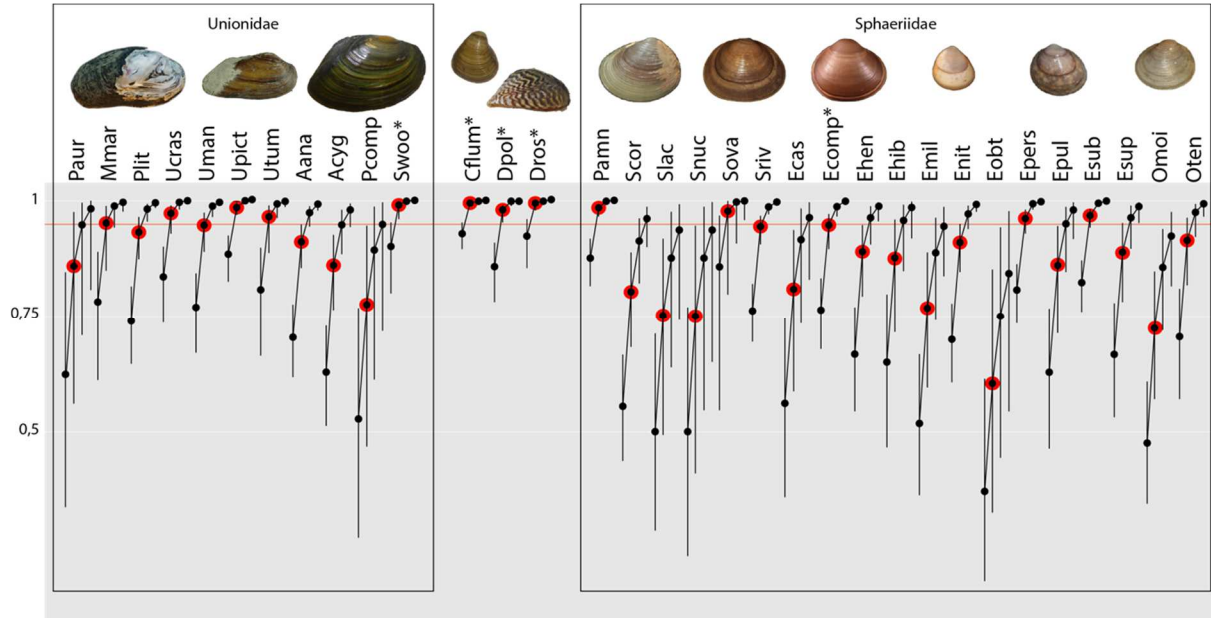 Unionidae
Sphaeriidae
Paur
Mmar
Plit
Ucras
Uman
Upict
Utum
Aana
Acyg
Pcomp
Swoo*
Cflum*
Dpol*
Dros*
Pamn
Scor
Slac
Snuc
Sova
Sriv
Ecas
Ecomp*
Ehen
Ehib
Emil
Enit
Eobt
Epers
Epul
Esub
Esup
Omoi
Oten
1
0,75
0,5